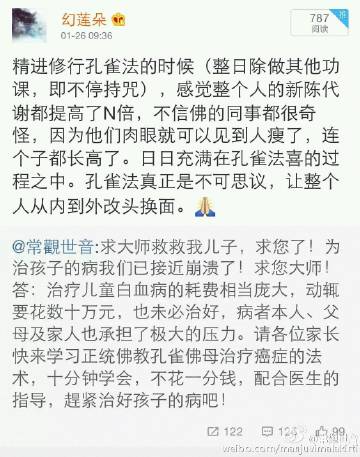 幻莲朵
01-26 09:36
787
阅读
推
精进修行孔雀法的时候（整日除做其他功
课，即不停持咒），感觉整个人的新陈代
谢都提高了N倍，不信佛的同事都很奇
怪，因为他们肉眼就可以见到人瘦了，连
个子都长高了。日日充满在孔雀法喜的过
程之中。孔雀法真正是不可思议，让整个
人从内到外改头换面。🙏
@常觀世音:求大师救救我儿子，求您了！为
治孩子的病我们已接近崩溃了！求您大师！
答：治疗儿童白血病的耗费相当庞大，动辄
要花数十万元，也未必治好，病者本人、父
母及家人也承担了极大的压力。请各位家长
快来学习正统佛教孔雀佛母治疗癌症的法
术，十分钟学会，不花一分钱，配合医生的
指导，赶紧治好孩子的病吧！
122 124 99